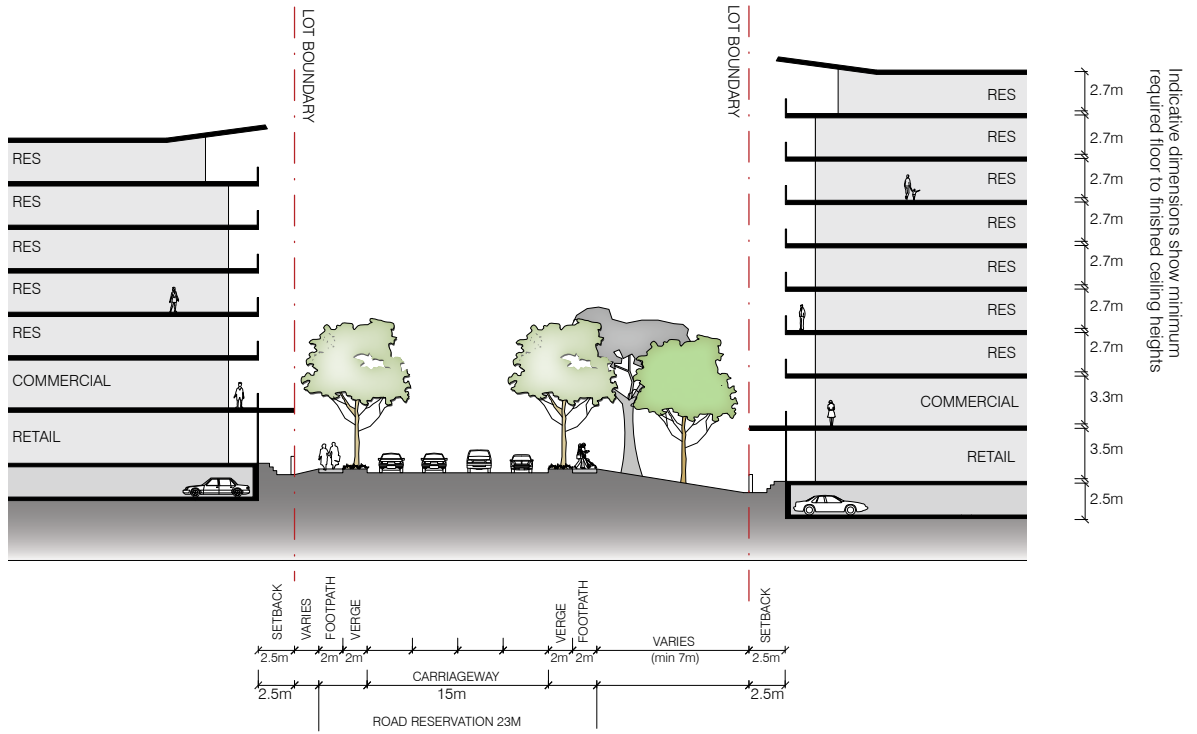 LOT BOUNDARY
LOT BOUNDARY
Indicative dimensions show minimum
required floor to finished ceiling heights
RES
RES
RES
RES
RES
COMMERCIAL
RETAIL
RES
RES
RES
RES
RES
RES
RES
COMMERCIAL
RETAIL
2.7m
2.7m
2.7m
2.7m
2.7m
2.7m
2.7m
3.3m
3.5m
2.5m
SETBACK
VARIES
FOOTPATH
VERGE
VERGE
FOOTPATH
VARIES
(min 7m)
SETBACK
2.5m
2m
2m
2m
2m
2.5m
CARRIAGEWAY
2.5m
15m
2.5m
ROAD RESERVATION 23M